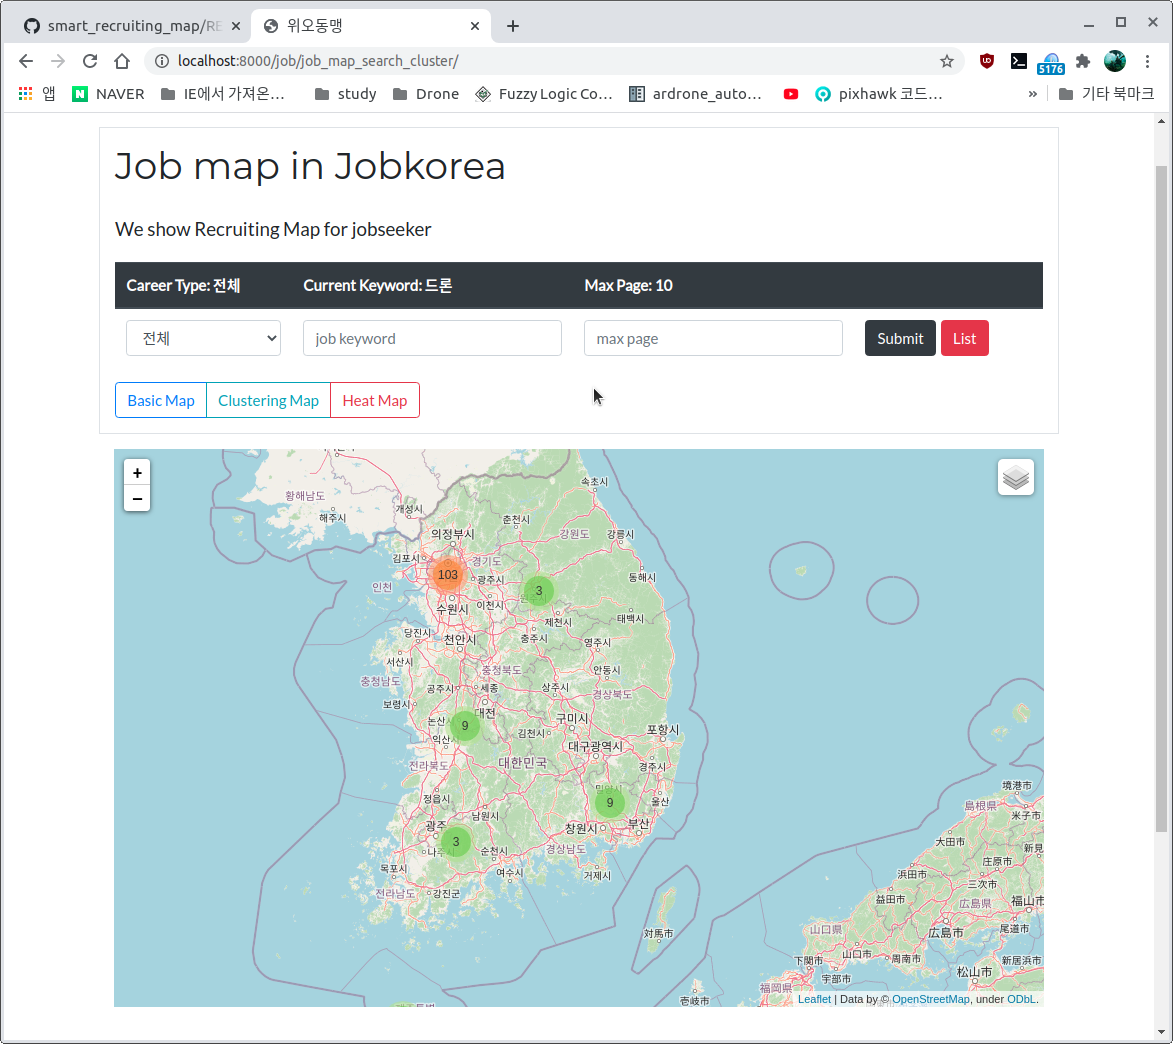 smart_recruiting_map/RE
위오동맹
localhost:8000/job/job_map_search_cluster/
5176
앱
NAVER
IE에서 가져온…
study
Drone
Fuzzy Logic Co…
ardrone_auto…
pixhawk 코드…
»
기타 북마크
Job map in Jobkorea
We show Recruiting Map for jobseeker
Career Type: 전체 Current Keyword: 드론 Max Page: 10
전체 job keyword max page Submit List
Basic Map Clustering Map Heat Map
+
−
속초시
황해남도
해주시
개성시
춘천시
의정부시
강원도
강릉시
김포시
경기도
103
광주시
동해시
인천
3
수원시
이천시
제천시
태백시
당진시
천안시
충주시
영주시
서산시
충청북도
안동시
충청남도
공주시
세종
상주시
경상북도
보령시
대전
논산
9
구미시
포항시
익산
김천시
대구광역시
전라북도
대한민국
경주시
정읍시
9
울산
남원시
광주
창원시
부산
3
나주
순천시
경상남도
목포시
여수시
거제시
전라남도
강진군
境港市
島根県
米子市
大田市
新見
庄原市
浜田市
三次市
益田市
広島県
福山市
山口県
広島市
尾道市
対馬市
下関市
山口市
周南市
新居浜市
宇部市
松山市
福岡県
壱岐市
Leaflet | Data by © OpenStreetMap, under ODbL.